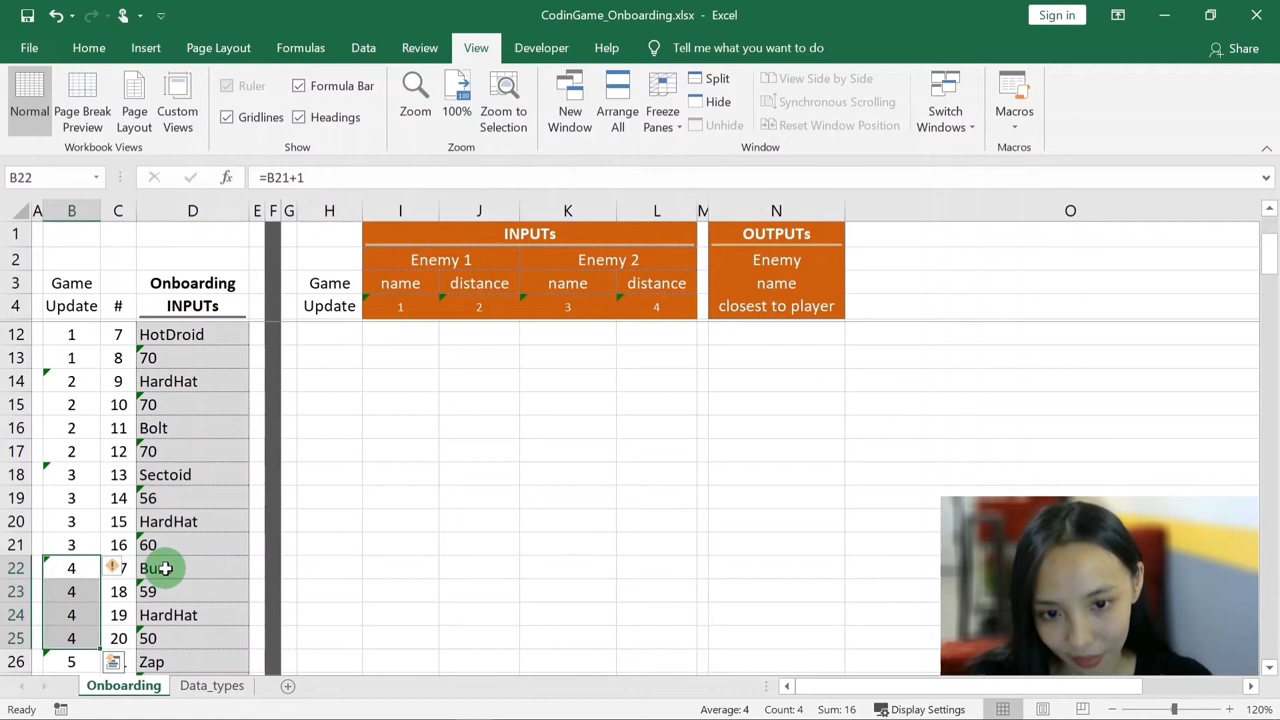 CodinGame_Onboarding.xlsx - Excel
Sign in
File Home Insert Page Layout Formulas Data Review View Developer Help Tell me what you want to do Share
Normal
Page Break Preview
Page Layout
Custom Views
Workbook Views
Ruler
Formula Bar
Gridlines
Headings
Show
Zoom
100%
Zoom to Selection
Zoom
New Window
Arrange All
Freeze Panes
Split
Hide
Unhide
View Side by Side
Synchronous Scrolling
Reset Window Position
Window
Switch Windows
Macros
Macros
B22 fx =B21+1
A B C D E F G H I J K L M N O
1 INPUTs OUTPUTs
2 Enemy 1 Enemy 2 Enemy
3 Game Onboarding Game name distance name distance name
4 Update # INPUTs Update 1 2 3 4 closest to player
12 1 7 HotDroid
13 1 8 70
14 2 9 HardHat
15 2 10 70
16 2 11 Bolt
17 2 12 70
18 3 13 Sectoid
19 3 14 56
20 3 15 HardHat
21 3 16 60
22 4 7
23 4 18 59
24 4 19 HardHat
25 4 20 50
26 5 Zap
Onboarding Data_types
Ready Average: 4 Count: 4 Sum: 16 Display Settings 120%